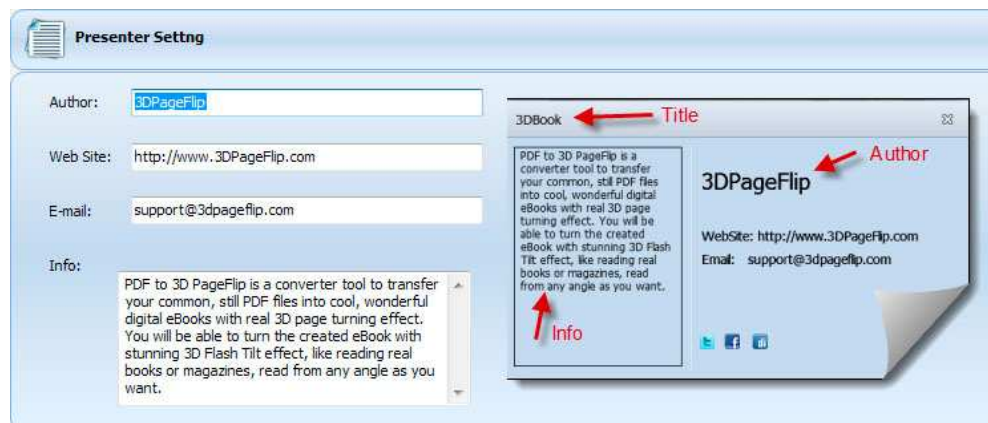 Presenter Settng
Author:
3DPageFlip
Web Site:
http://www.3DPageFlip.com
E-mail:
support@3dpageflip.com
Info:
PDF to 3D PageFlip is a converter tool to transfer
your common, still PDF files into cool, wonderful
digital eBooks with real 3D page turning effect.
You will be able to turn the created eBook with
stunning 3D Flash Tilt effect, like reading real
books or magazines, read from any angle as you
want.
3DBook
Title
PDF to 3D PageFlip is a
converter tool to transfer
your common, still PDF files
into cool, wonderful digital
eBooks with real 3D page
turning effect. You will be
able to turn the created
eBook with stunning 3D Flash
Tilt effect, like reading real
books or magazines, read
from any angle as you want.
Info
Author
3DPageFlip
WebSite: http://www.3DPageFlip.com
Email: support@3dpageflip.com